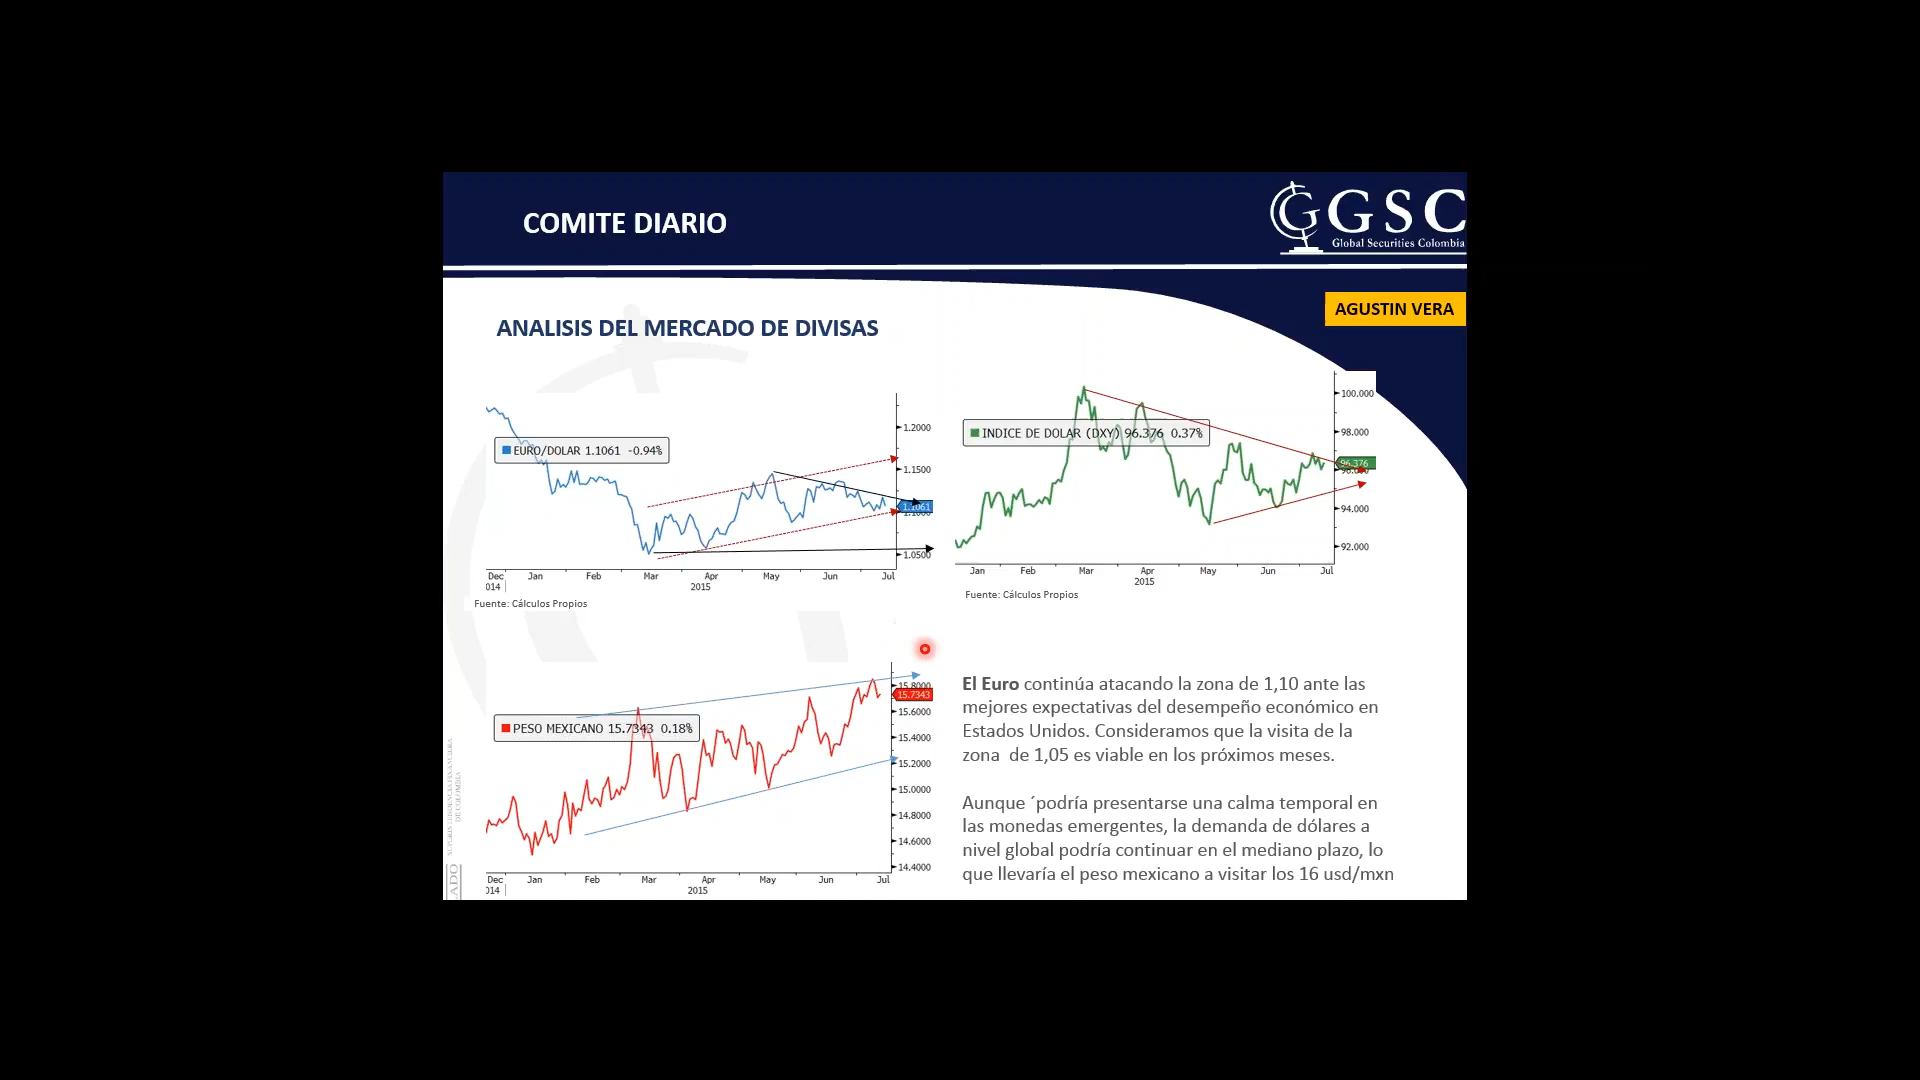 COMITE DIARIO
GGSC
Global Securities Colombia
AGUSTIN VERA
ANALISIS DEL MERCADO DE DIVISAS
EURO/DOLAR 1.1061 -0.94%
1.2000
1.1500
1.1061
1.1000
1.0500
Dec Jan Feb Mar Apr May Jun Jul
014 2015
Fuente: Cálculos Propios
INDICE DE DOLAR (DXY) 96.376 0.37%
100.000
98.000
96.376
94.000
92.000
Jan Feb Mar Apr May Jun Jul
2015
Fuente: Cálculos Propios
PESO MEXICANO 15.7343 0.18%
15.8000
15.7343
15.6000
15.4000
15.2000
15.0000
14.8000
14.6000
14.4000
Dec Jan Feb Mar Apr May Jun Jul
014 2015
El Euro continúa atacando la zona de 1,10 ante las
mejores expectativas del desempeño económico en
Estados Unidos. Consideramos que la visita de la
zona de 1,05 es viable en los próximos meses.
Aunque ´podría presentarse una calma temporal en
las monedas emergentes, la demanda de dólares a
nivel global podría continuar en el mediano plazo, lo
que llevaría el peso mexicano a visitar los 16 usd/mxn
DE COLOMBIA
ADO